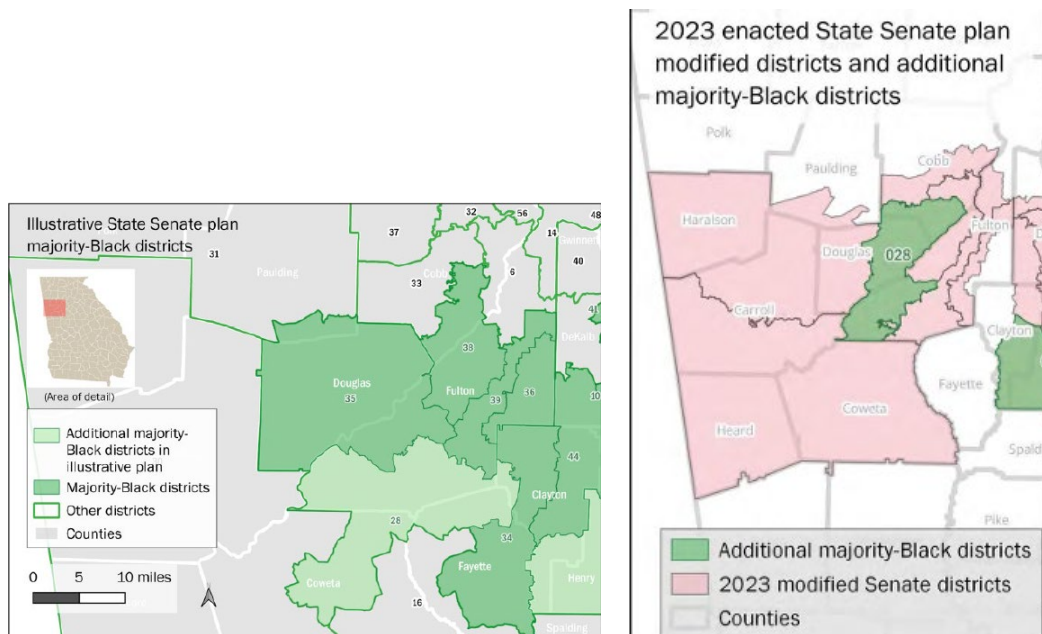 Illustrative State Senate plan
majority-Black districts
32
56
48
37
14
Gwinnett
31
40
Paulding
Cobb
6
33
41
DeKalb
38
Douglas
35
Fulton
36
39
10
(Area of detail)
44
Clayton
28
34
Fayette
Coweta
Henry
16
Spalding
Additional majority-
Black districts in
illustrative plan
Majority-Black districts
Other districts
Counties
0 5 10 miles
2023 enacted State Senate plan
modified districts and additional
majority-Black districts
Polk
Paulding
Cobb
Haralson
Fulton
Douglas
028
Carroll
Clayton
Fayette
Coweta
Heard
Spald
Pike
Additional majority-Black districts
2023 modified Senate districts
Counties